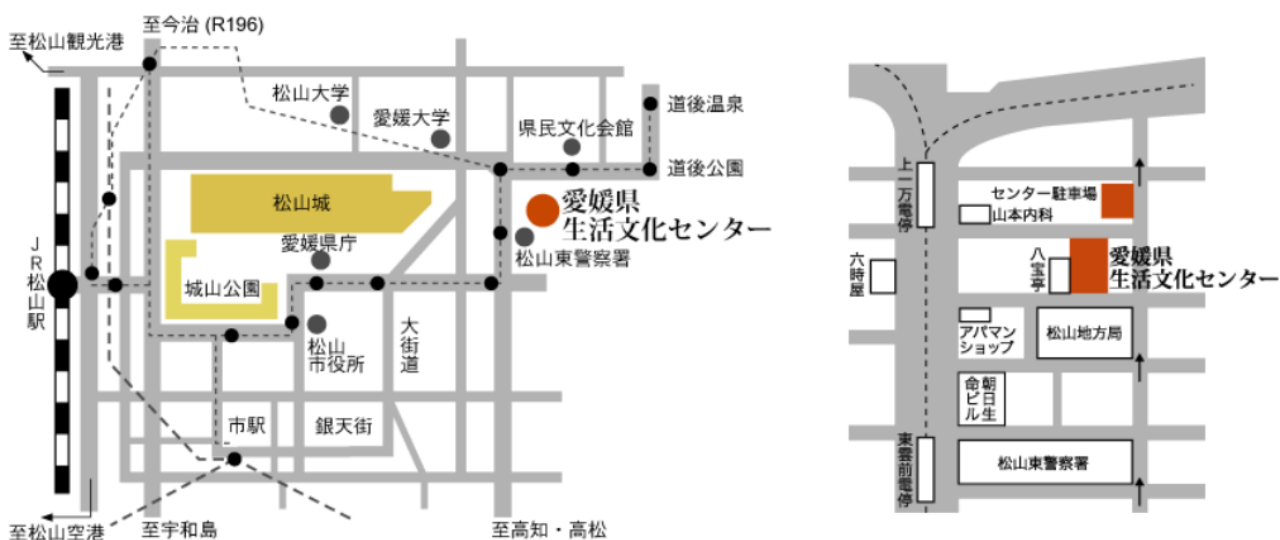 至今治 (R196)
至松山観光港
松山大学
愛媛大学
県民文化会館
道後温泉
道後公園
松山城
愛媛県
生活文化センター
松山東警察署
愛媛県庁
城山公園
JR松山駅
松山
市役所
大街道
市駅
銀天街
至松山空港
至宇和島
至高知・高松
上一万電停
センター駐車場
山本内科
六時屋
八宝亭
愛媛県
生活文化センター
アパマン
ショップ
松山地方局
朝日生
命ビル
東雲前電停
松山東警察署